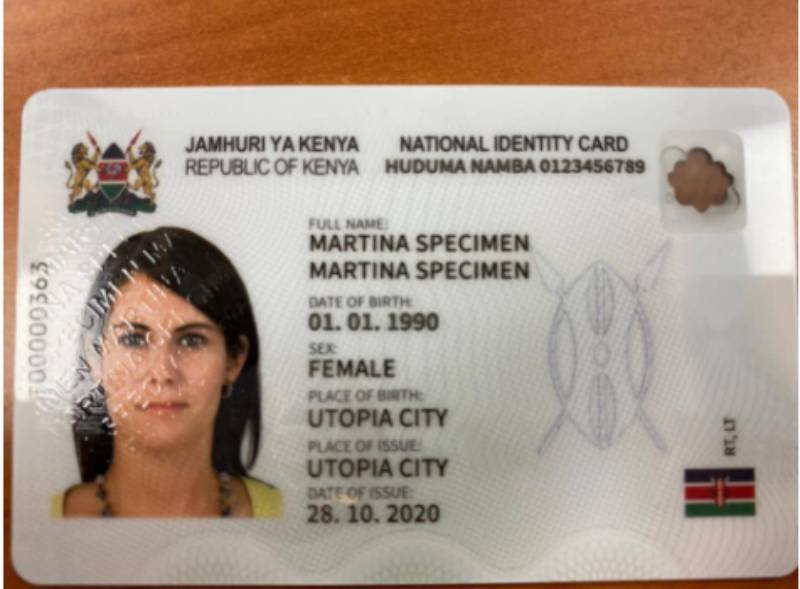 JAMHURI YA KENYA
REPUBLIC OF KENYA
NATIONAL IDENTITY CARD
HUDUMA NAMBA 0123456789
FULL NAME:
MARTINA SPECIMEN
MARTINA SPECIMEN
DATE OF BIRTH:
01. 01. 1990
SEX:
FEMALE
PLACE OF BIRTH:
UTOPIA CITY
PLACE OF ISSUE:
UTOPIA CITY
DATE OF ISSUE:
28. 10. 2020
T00000363
RT, LT